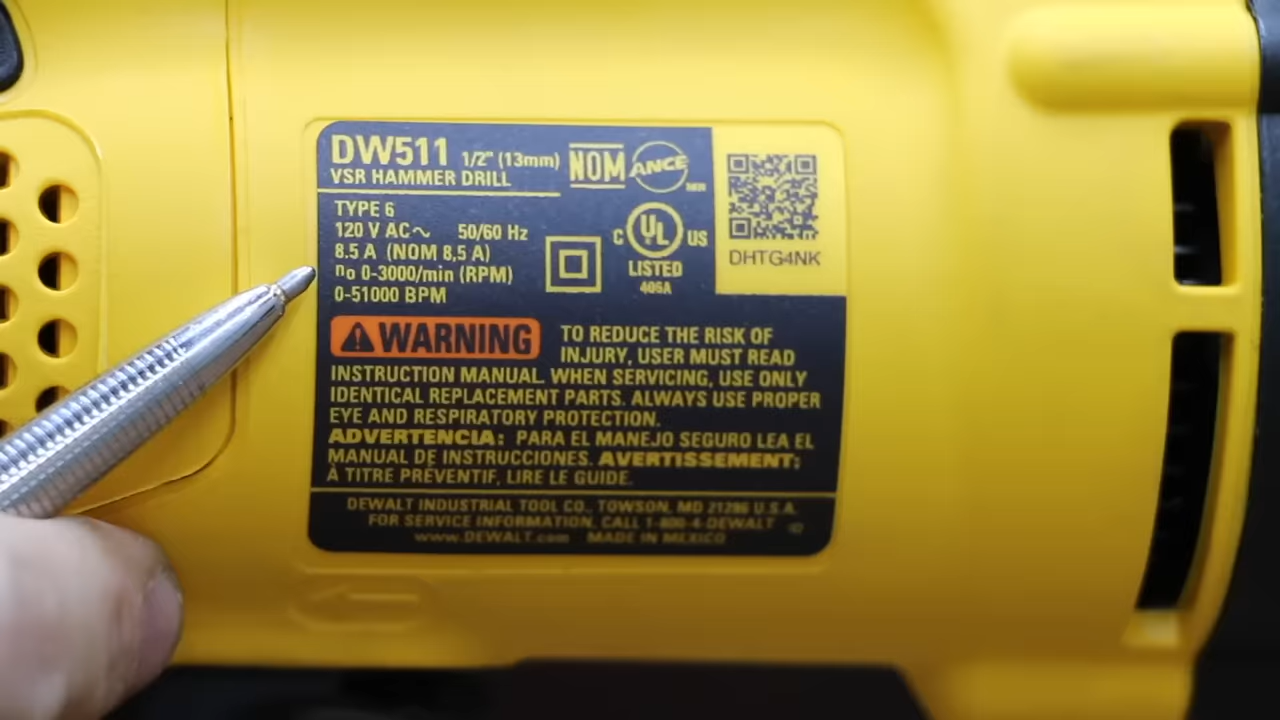 DW511 1/2" (13mm)
VSR HAMMER DRILL
NOM
ANCE
TYPE 6
120 V AC~ 50/60 Hz
8.5 A (NOM 8,5 A)
no 0-3000/min (RPM)
0-51000 BPM
C UL US
LISTED
405A
DHTG4NK
WARNING TO REDUCE THE RISK OF
INJURY, USER MUST READ
INSTRUCTION MANUAL. WHEN SERVICING, USE ONLY
IDENTICAL REPLACEMENT PARTS. ALWAYS USE PROPER
EYE AND RESPIRATORY PROTECTION.
ADVERTENCIA: PARA EL MANEJO SEGURO LEA EL
MANUAL DE INSTRUCCIONES. AVERTISSEMENT:
À TITRE PRÉVENTIF, LIRE LE GUIDE.
DEWALT INDUSTRIAL TOOL CO., TOWSON, MD 21286 U.S.A.
FOR SERVICE INFORMATION, CALL 1-800-4-DEWALT
www.DEWALT.com MADE IN MEXICO